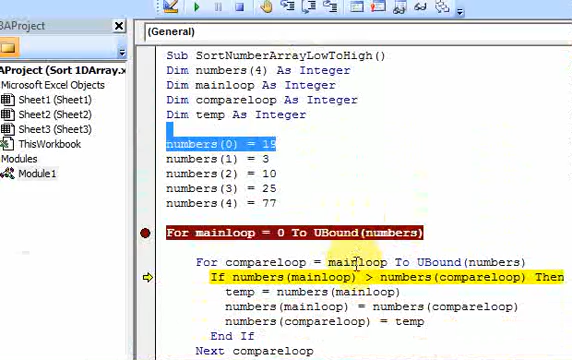 BAProject
(General)
BAProject (Sort 1DArray.x
Microsoft Excel Objects
Sheet1 (Sheet1)
Sheet2 (Sheet2)
Sheet3 (Sheet3)
ThisWorkbook
Modules
Module1
Sub SortNumberArrayLowToHigh()
Dim numbers(4) As Integer
Dim mainloop As Integer
Dim compareloop As Integer
Dim temp As Integer
numbers(0) = 19
numbers(1) = 3
numbers(2) = 10
numbers(3) = 25
numbers(4) = 77
For mainloop = 0 To UBound(numbers)
For compareloop = mainloop To UBound(numbers)
If numbers(mainloop) > numbers(compareloop) Then
temp = numbers(mainloop)
numbers(mainloop) = numbers(compareloop)
numbers(compareloop) = temp
End If
Next compareloop